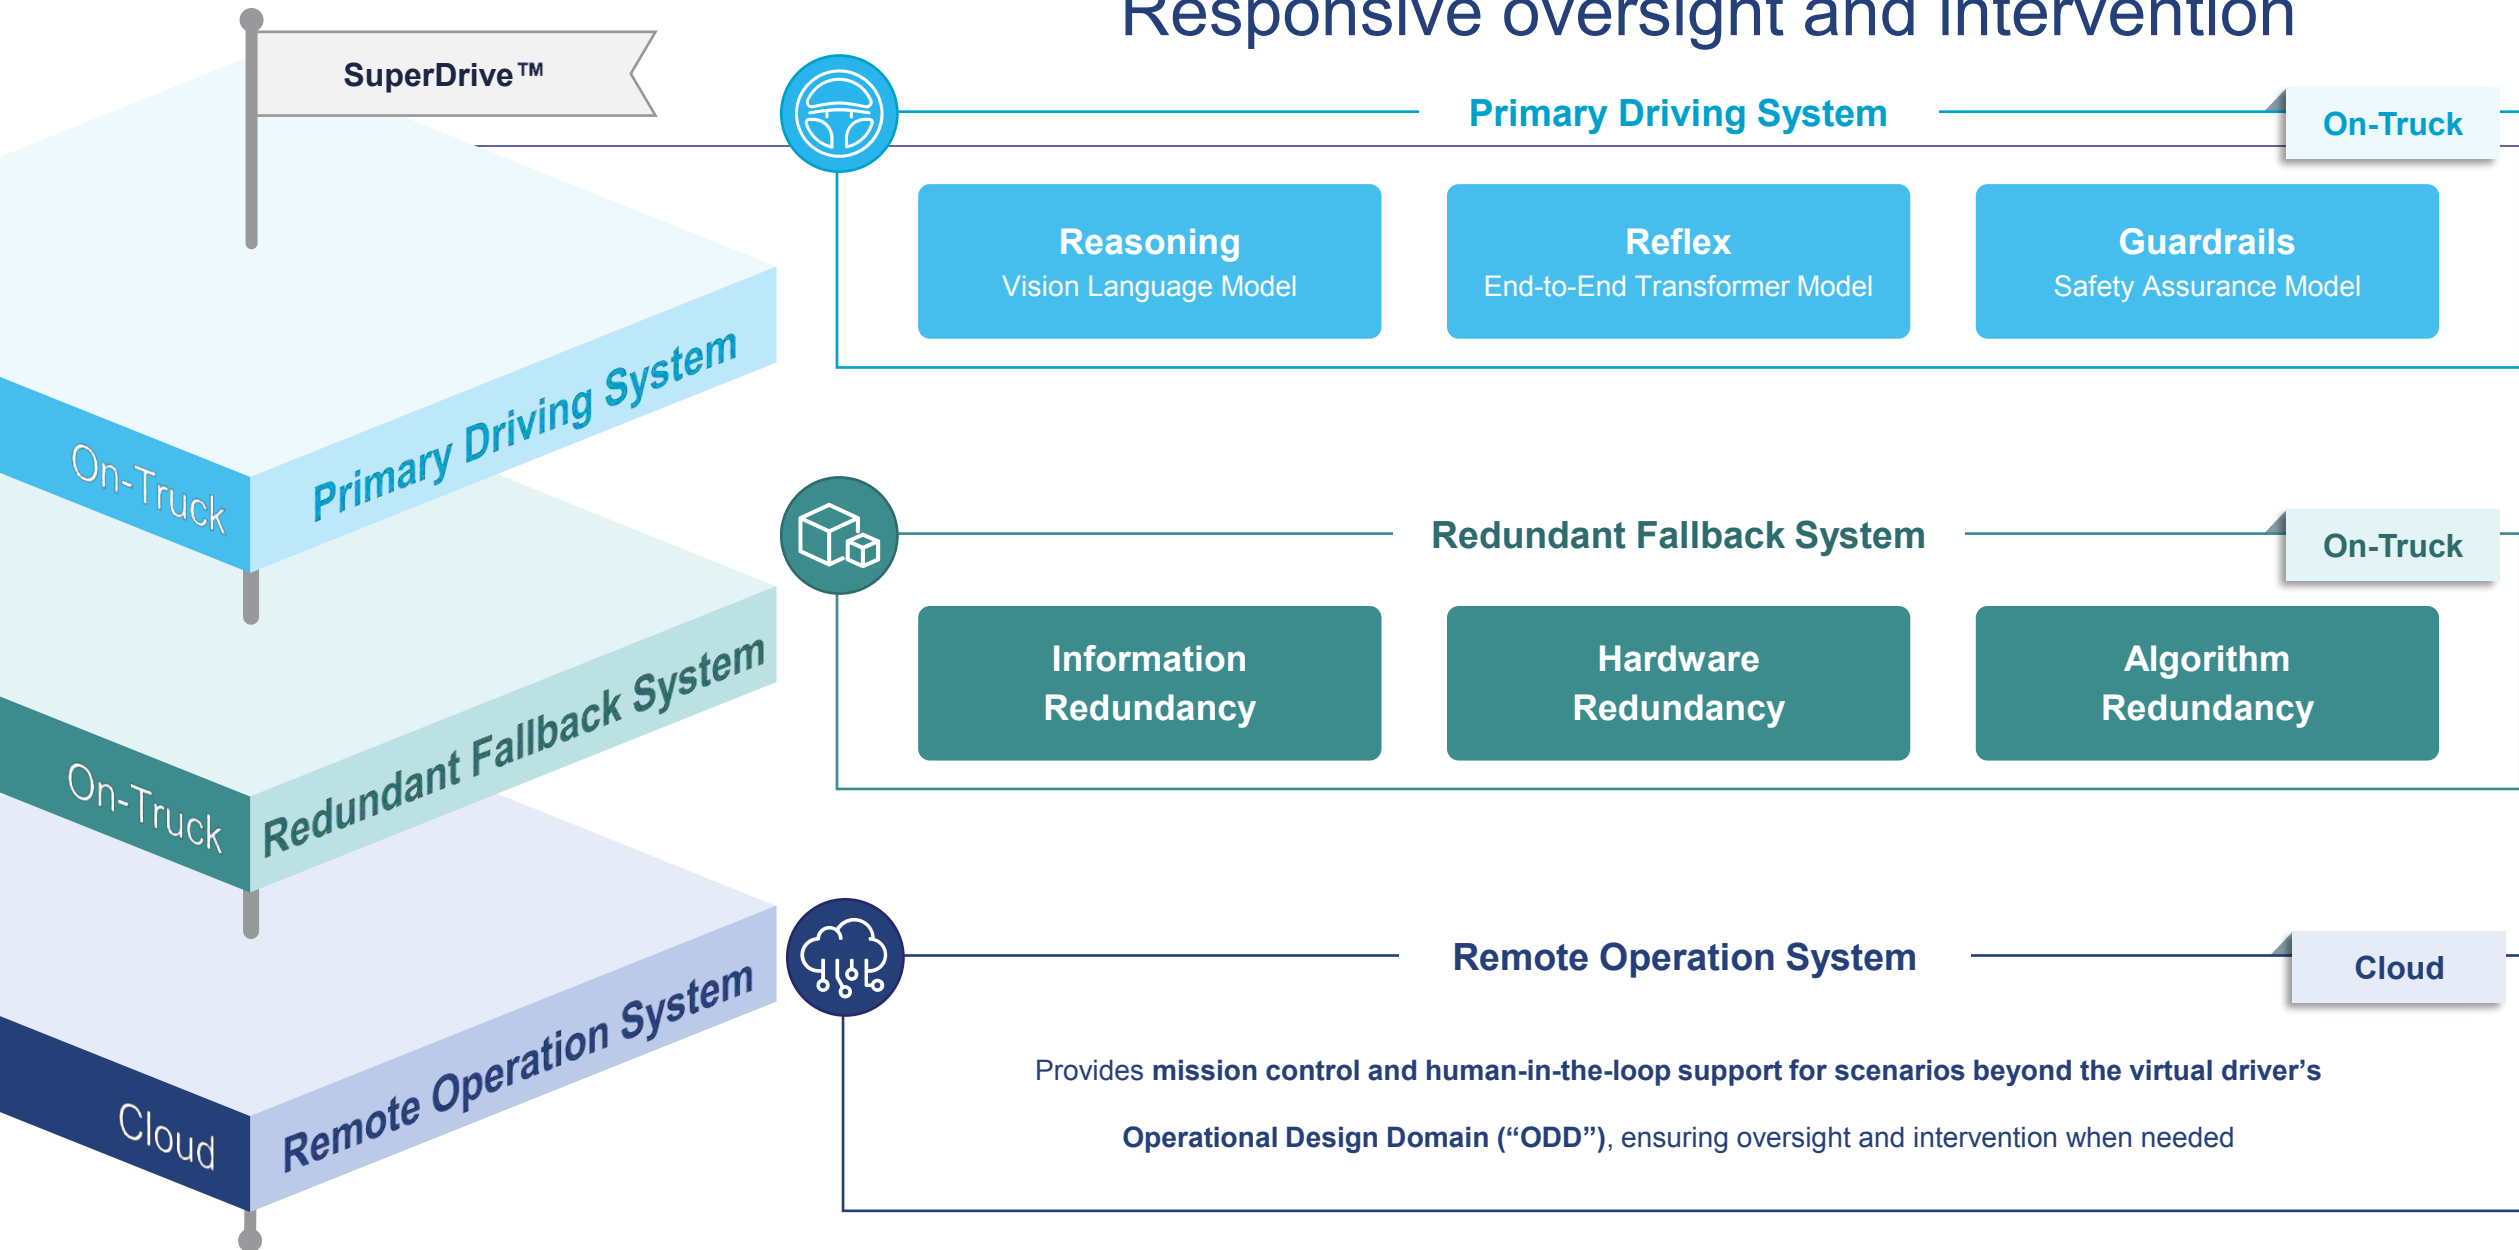 Responsive oversight and intervention
SuperDrive™
Primary Driving System
On-Truck
Reasoning
Vision Language Model
Reflex
End-to-End Transformer Model
Guardrails
Safety Assurance Model
On-Truck
Primary Driving System
Redundant Fallback System
On-Truck
Information
Redundancy
Hardware
Redundancy
Algorithm
Redundancy
On-Truck
Redundant Fallback System
Remote Operation System
Cloud
Provides mission control and human-in-the-loop support for scenarios beyond the virtual driver’s
Operational Design Domain (“ODD”), ensuring oversight and intervention when needed
Cloud
Remote Operation System